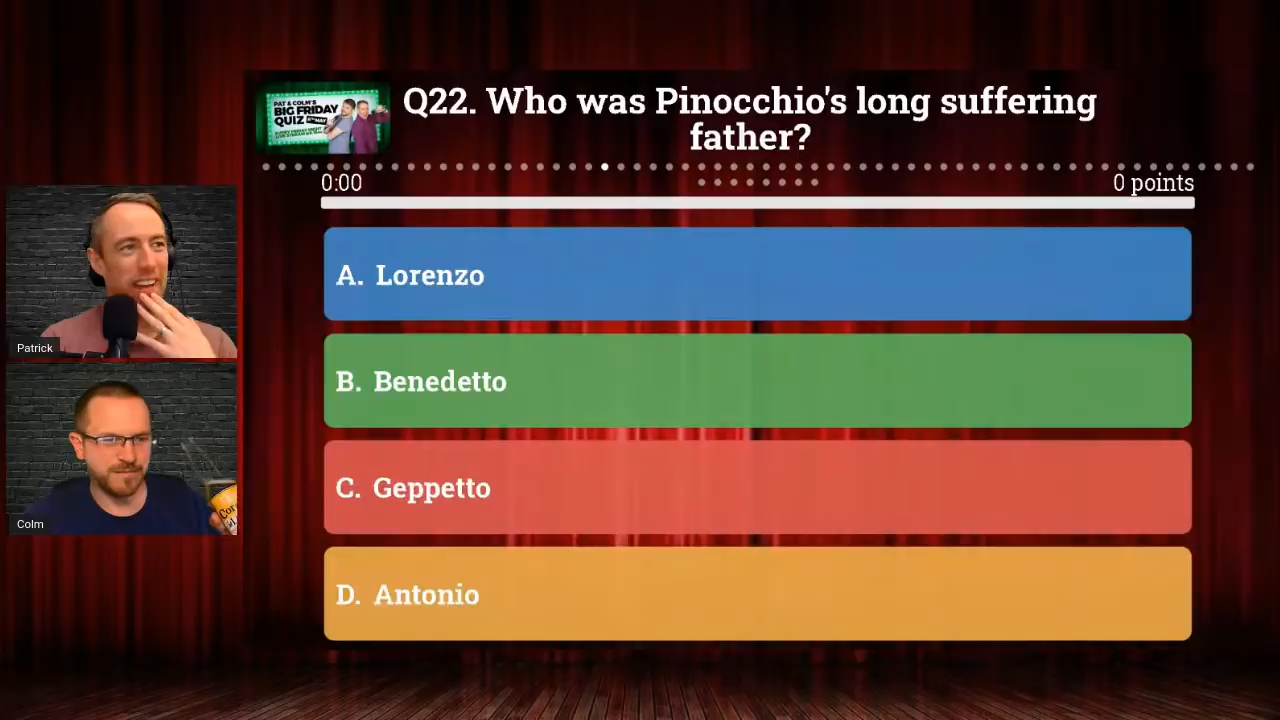 PAT & COLM'S
BIG FRIDAY
QUIZ
Q22. Who was Pinocchio's long suffering
father?
0:00
0 points
A. Lorenzo
B. Benedetto
C. Geppetto
D. Antonio
Patrick
Colm